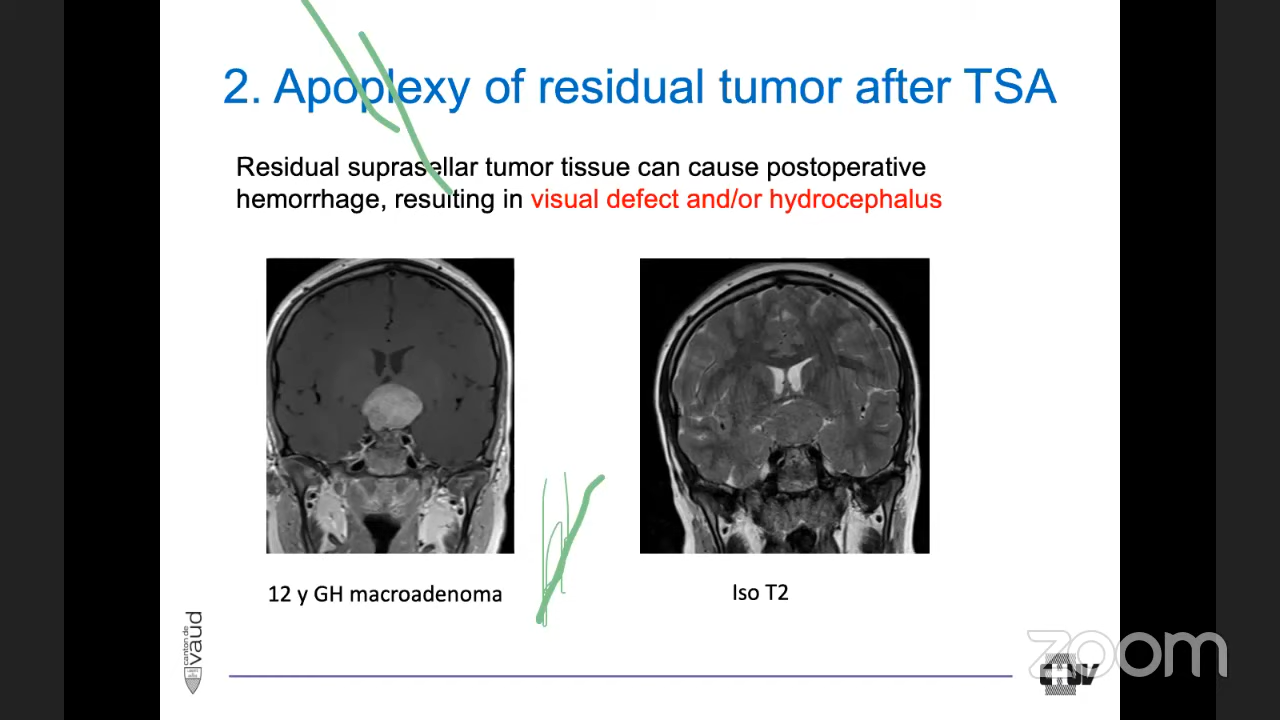 2. Apoplexy of residual tumor after TSA
Residual suprasellar tumor tissue can cause postoperative
hemorrhage, resulting in visual defect and/or hydrocephalus
12 y GH macroadenoma
Iso T2
canton de
vaud
zoom
CHUV